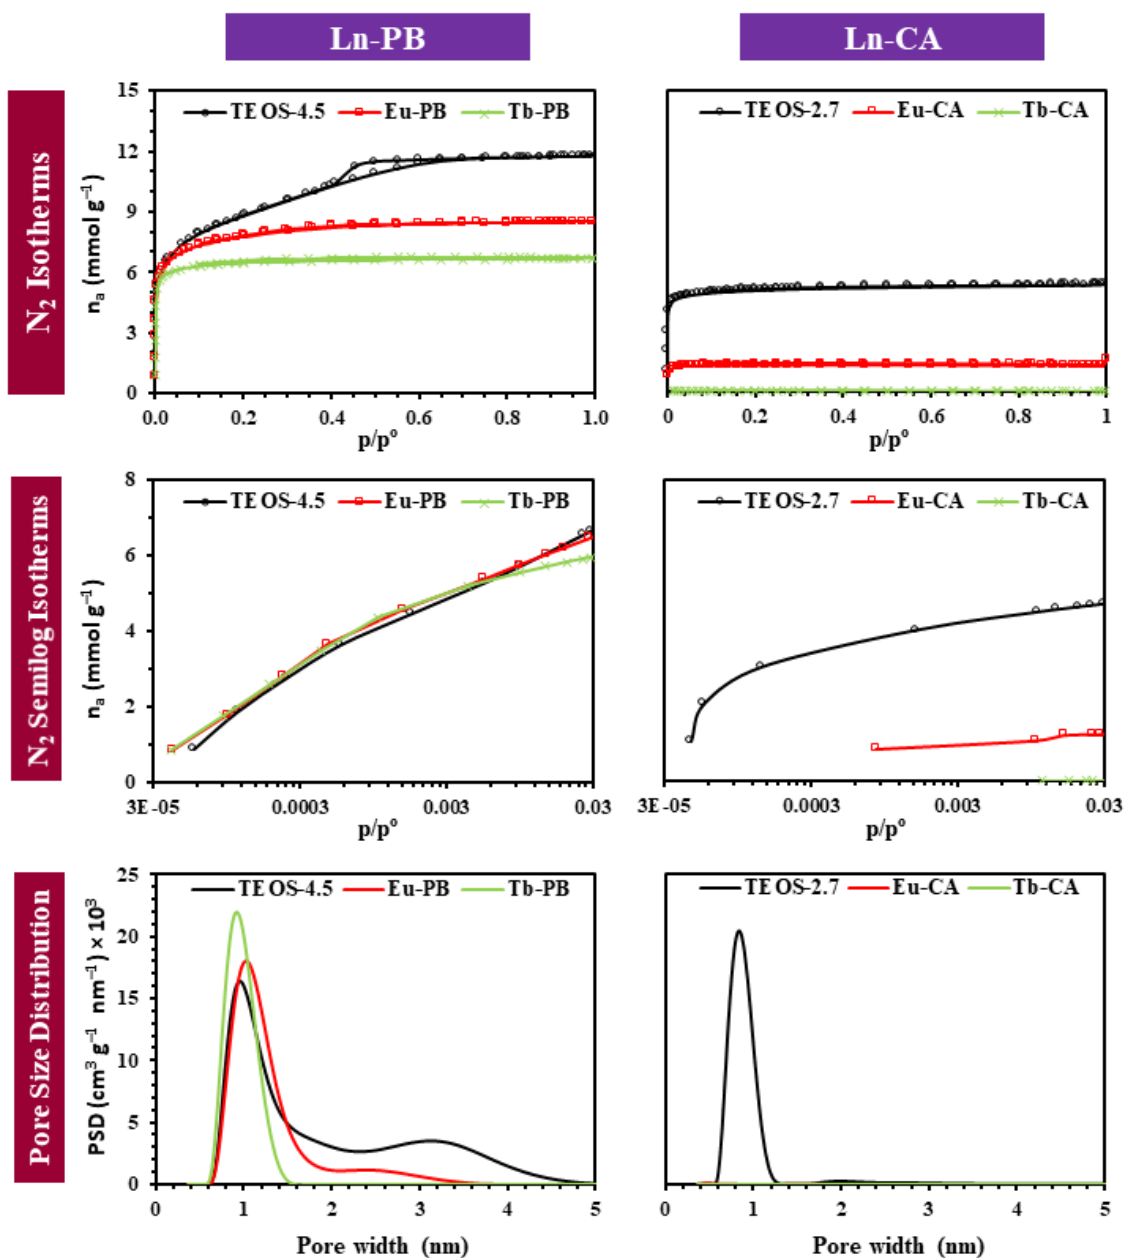 Ln-PB
Ln-CA
N₂ Isotherms
nₐ (mmol g⁻¹)
15
12
9
6
3
0
TEOS-4.5 Eu-PB Tb-PB
0.0 0.2 0.4 0.6 0.8 1.0
p/p°
TEOS-2.7 Eu-CA Tb-CA
0 0.2 0.4 0.6 0.8 1
p/p°
N₂ Semilog Isotherms
nₐ (mmol g⁻¹)
8
6
4
2
0
TEOS-4.5 Eu-PB Tb-PB
3E-05 0.0003 0.003 0.03
p/p°
TEOS-2.7 Eu-CA Tb-CA
3E-05 0.0003 0.003 0.03
p/p°
Pore Size Distribution
PSD (cm³ g⁻¹ nm⁻¹) × 10³
25
20
15
10
5
0
TEOS-4.5 Eu-PB Tb-PB
0 1 2 3 4 5
Pore width (nm)
TEOS-2.7 Eu-CA Tb-CA
0 1 2 3 4 5
Pore width (nm)